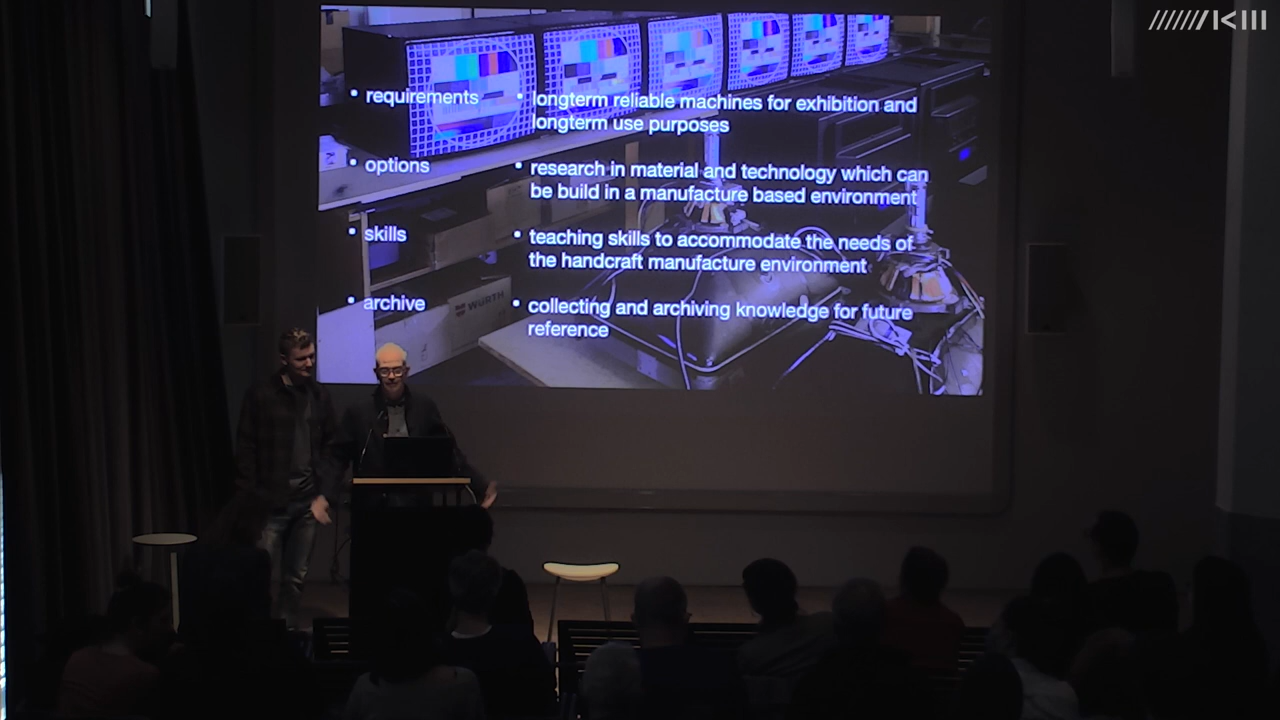 • requirements
• longterm reliable machines for exhibition and
longterm use purposes
• options
• research in material and technology which can
be build in a manufacture based environment
• skills
• teaching skills to accommodate the needs of
the handcraft manufacture environment
• archive
• collecting and archiving knowledge for future
reference
WÜRTH